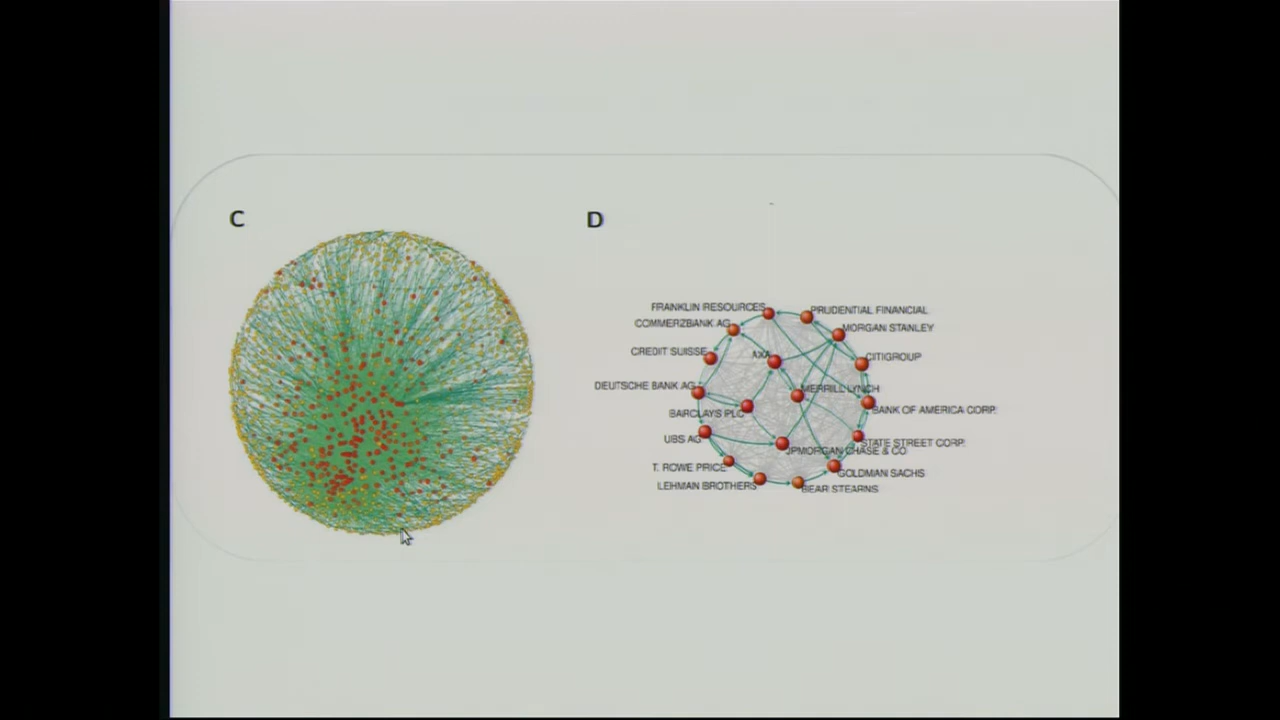 C
D
FRANKLIN RESOURCES
PRUDENTIAL FINANCIAL
COMMERZBANK AG
MORGAN STANLEY
CREDIT SUISSE
AXA
CITIGROUP
DEUTSCHE BANK AG
MERRILL LYNCH
BARCLAYS PLC
BANK OF AMERICA CORP.
UBS AG
STATE STREET CORP.
JPMORGAN CHASE & CO
T. ROWE PRICE
GOLDMAN SACHS
LEHMAN BROTHERS
BEAR STEARNS